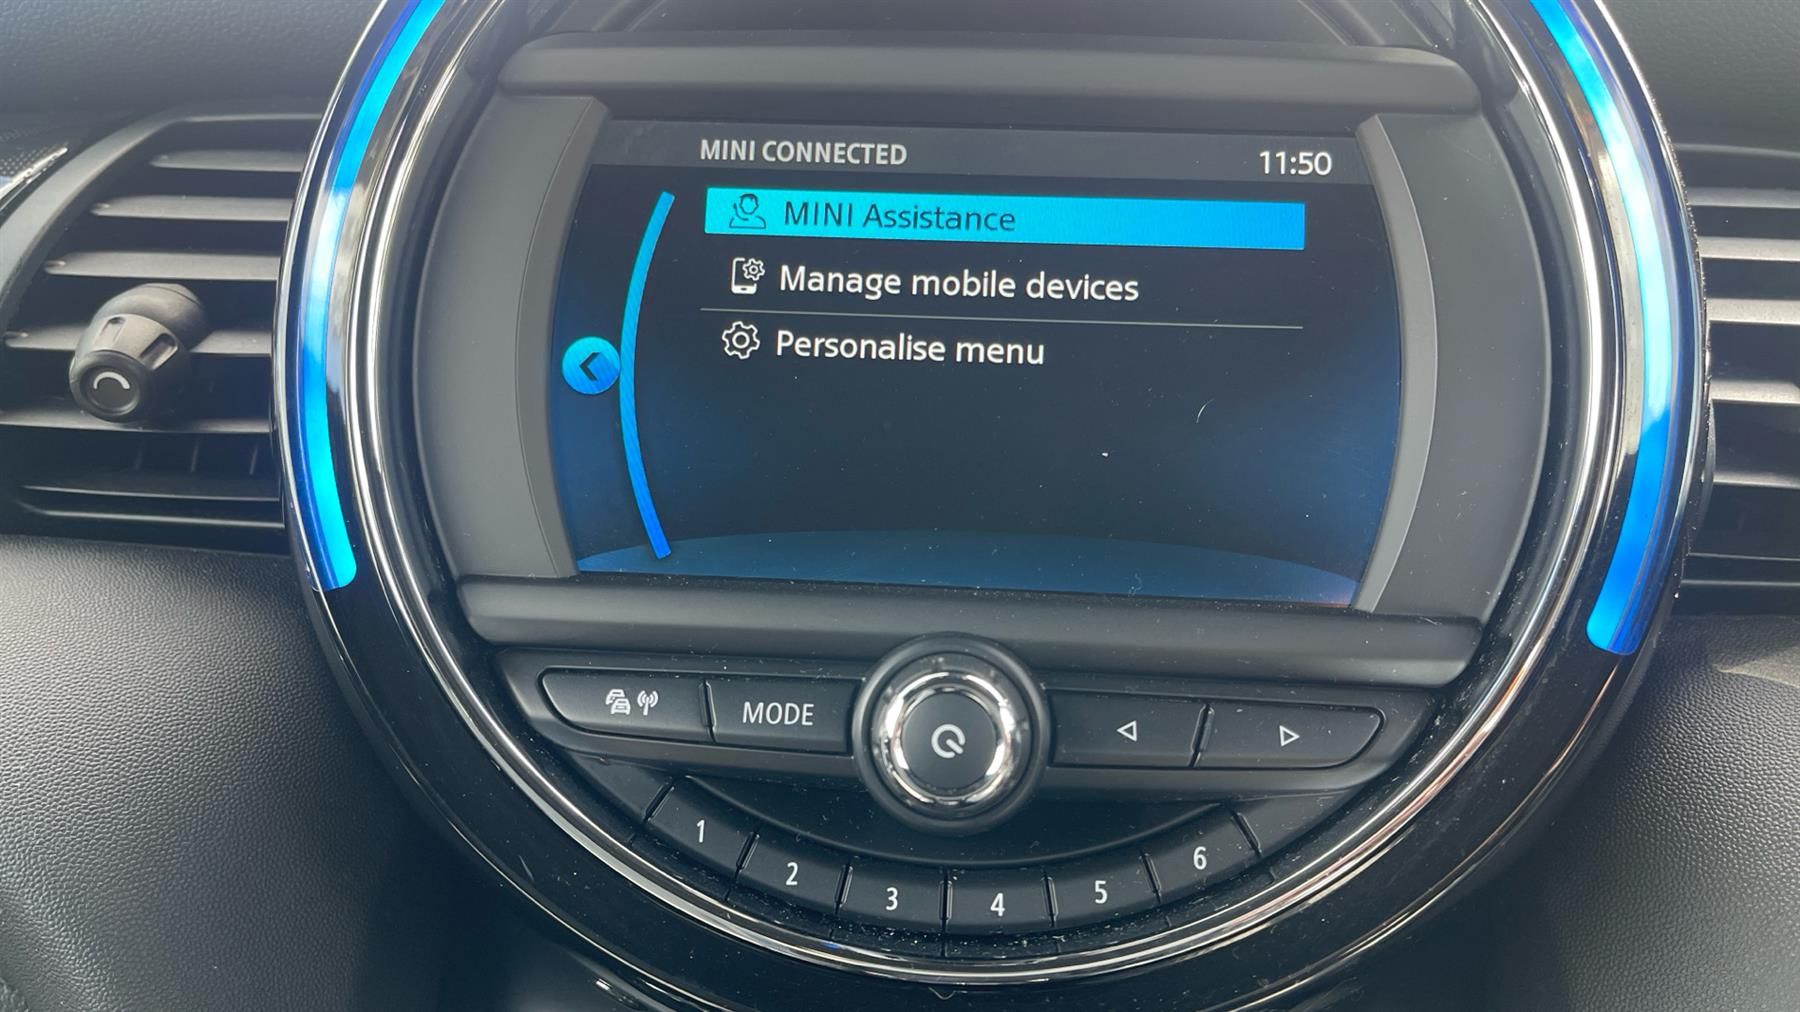 MINI CONNECTED 11:50
MINI Assistance
Manage mobile devices
Personalise menu
MODE
1 2 3 4 5 6